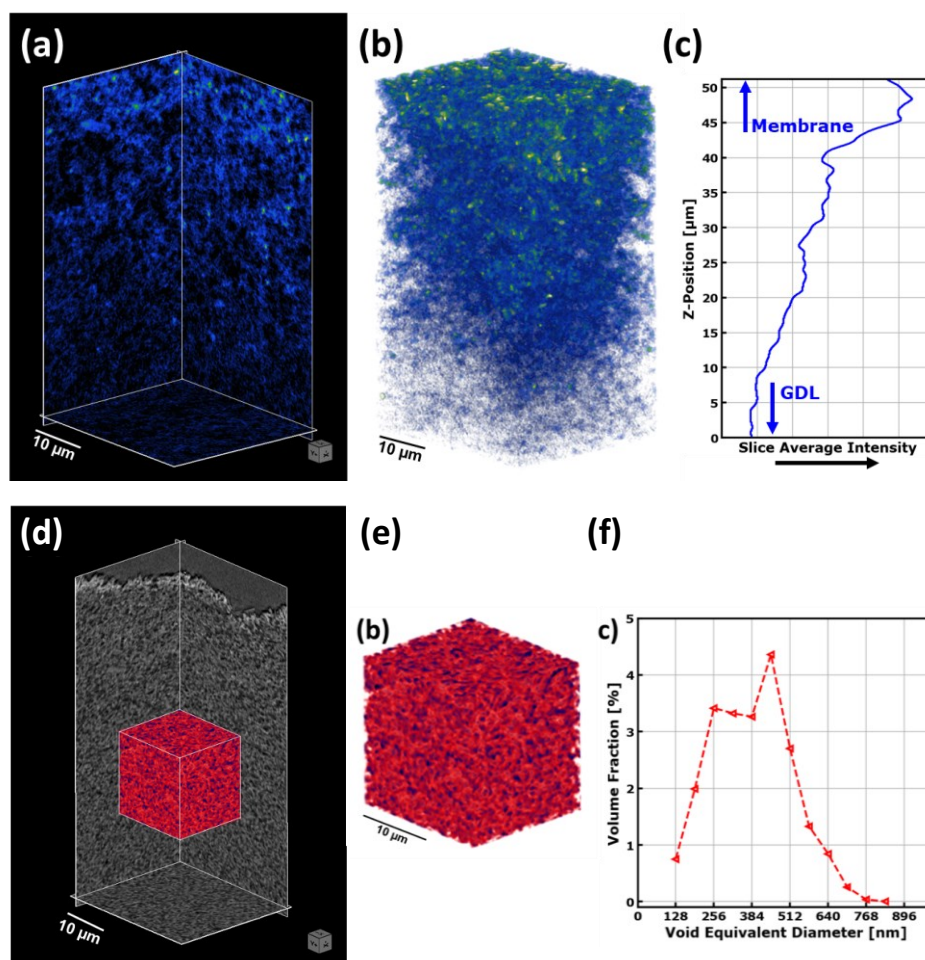 (a)
10 µm
(b)
10 µm
(c)
50
45
40
35
30
25
20
15
10
5
0
Z-Position [µm]
Membrane
GDL
Slice Average Intensity
(d)
10 µm
(e)
(b)
10 µm
(f)
c)
5
4
3
2
1
0
Volume Fraction [%]
0 128 256 384 512 640 768 896
Void Equivalent Diameter [nm]